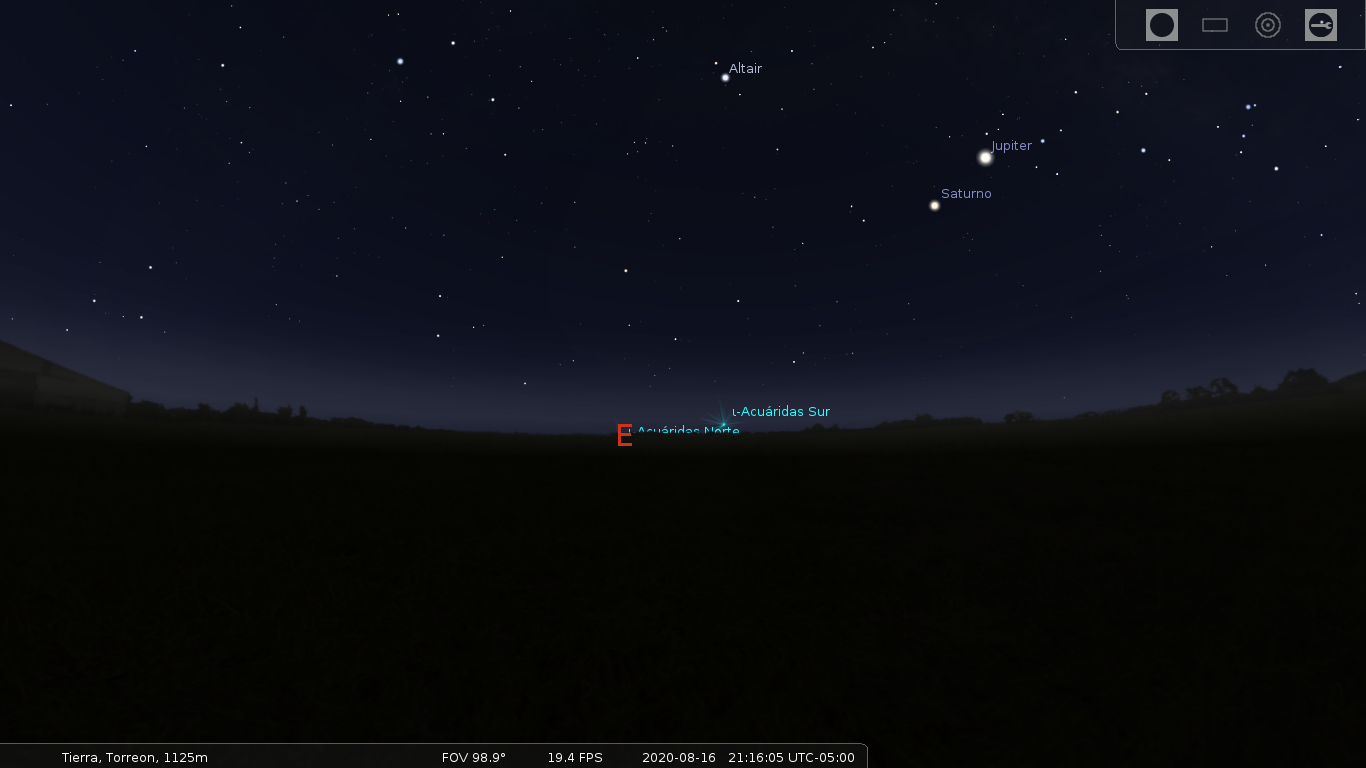 Altair
Jupiter
Saturno
ι-Acuáridas Sur
ι-Acuáridas Norte
E
Tierra, Torreon, 1125m FOV 98.9° 19.4 FPS 2020-08-16 21:16:05 UTC-05:00